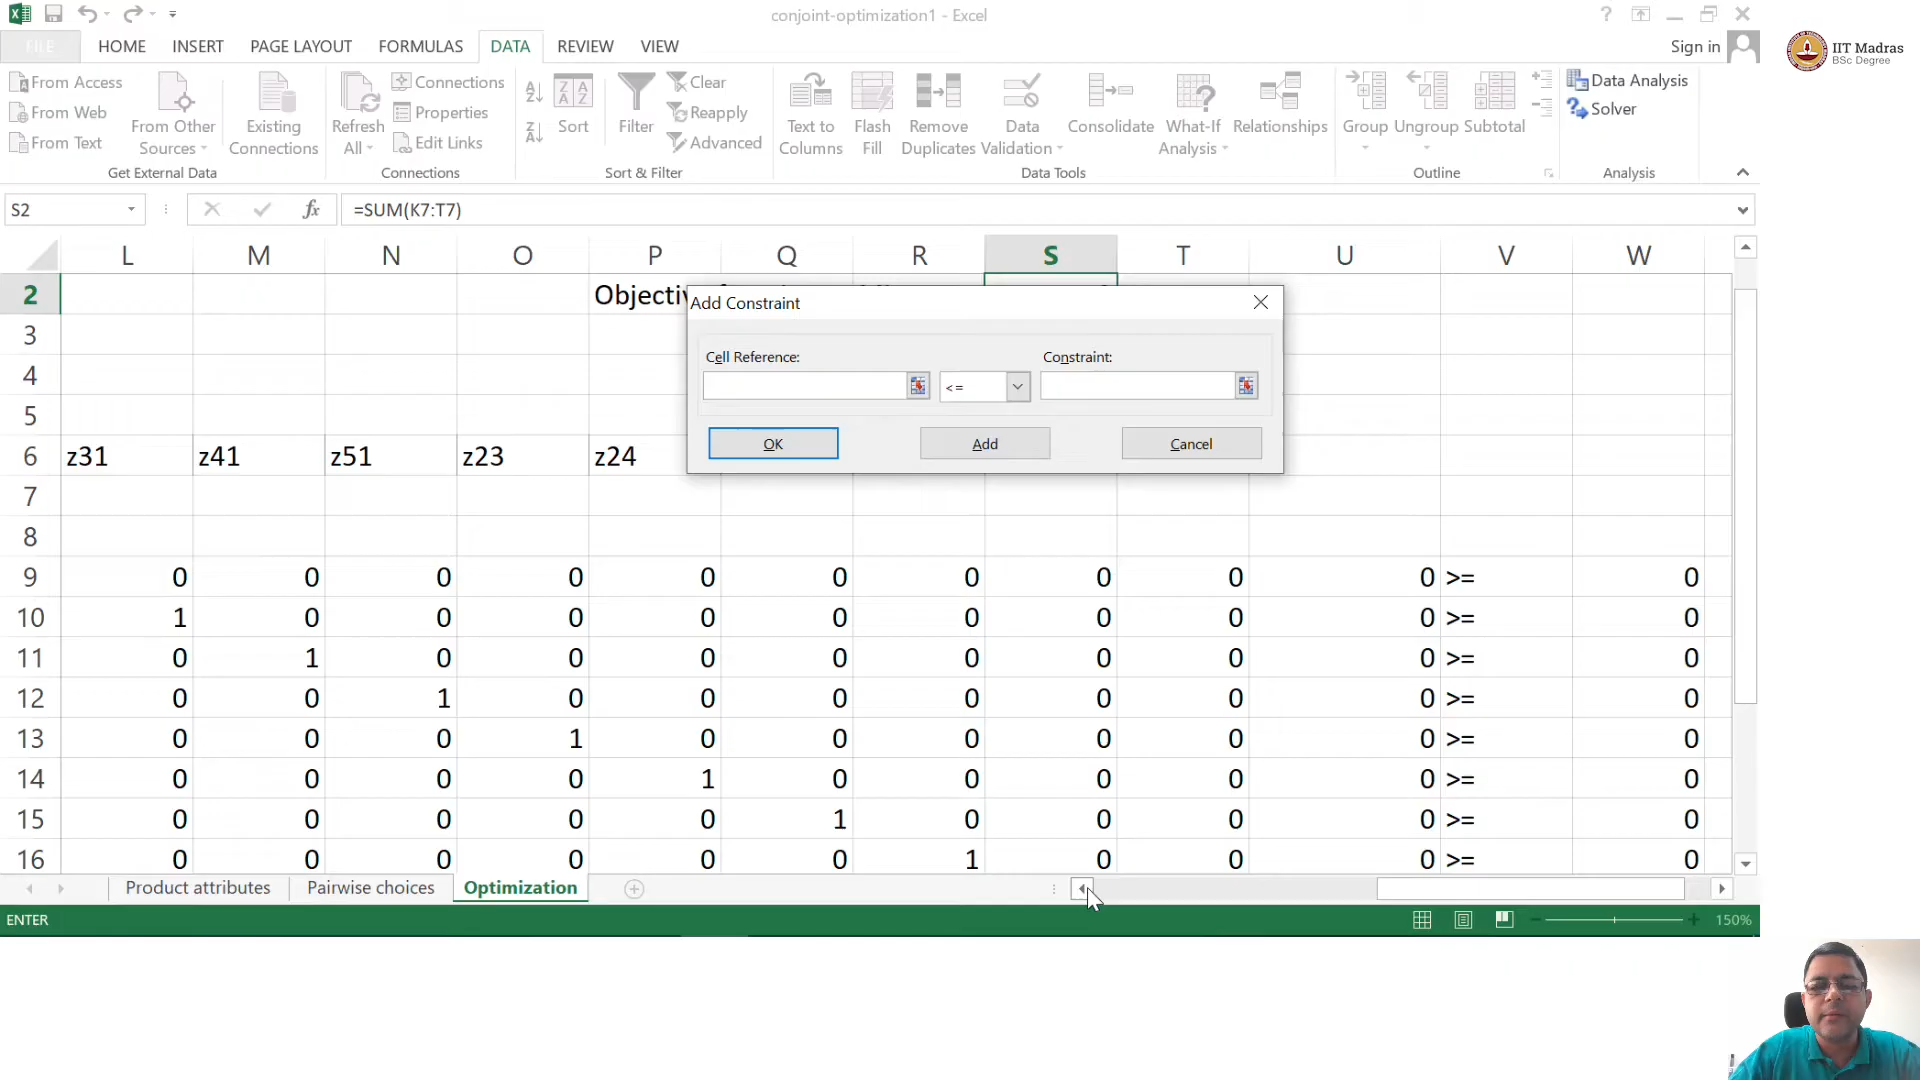 conjoint-optimization1 - Excel
FILE HOME INSERT PAGE LAYOUT FORMULAS DATA REVIEW VIEW Sign in
IIT Madras
BSc Degree
From Access
From Web
From Text
From Other Sources
Existing Connections
Get External Data
Refresh All
Connections
Properties
Edit Links
Connections
Sort
Filter
Clear
Reapply
Advanced
Sort & Filter
Text to Columns
Flash Fill
Remove Duplicates
Data Validation
Consolidate
What-If Analysis
Relationships
Data Tools
Group
Ungroup
Subtotal
Outline
Data Analysis
Solver
Analysis
S2 fx =SUM(K7:T7)
L M N O P Q R S T U V W
2
3
4
5
6 z31 z41 z51 z23 z24
7
8
9 0 0 0 0 0 0 0 0 0 0 >= 0
10 1 0 0 0 0 0 0 0 0 0 >= 0
11 0 1 0 0 0 0 0 0 0 0 >= 0
12 0 0 1 0 0 0 0 0 0 0 >= 0
13 0 0 0 1 0 0 0 0 0 0 >= 0
14 0 0 0 0 1 0 0 0 0 0 >= 0
15 0 0 0 0 0 1 0 0 0 0 >= 0
16 0 0 0 0 0 0 1 0 0 0 >= 0
Add Constraint
Cell Reference: Constraint:
<=
OK Add Cancel
Product attributes Pairwise choices Optimization
ENTER 150%